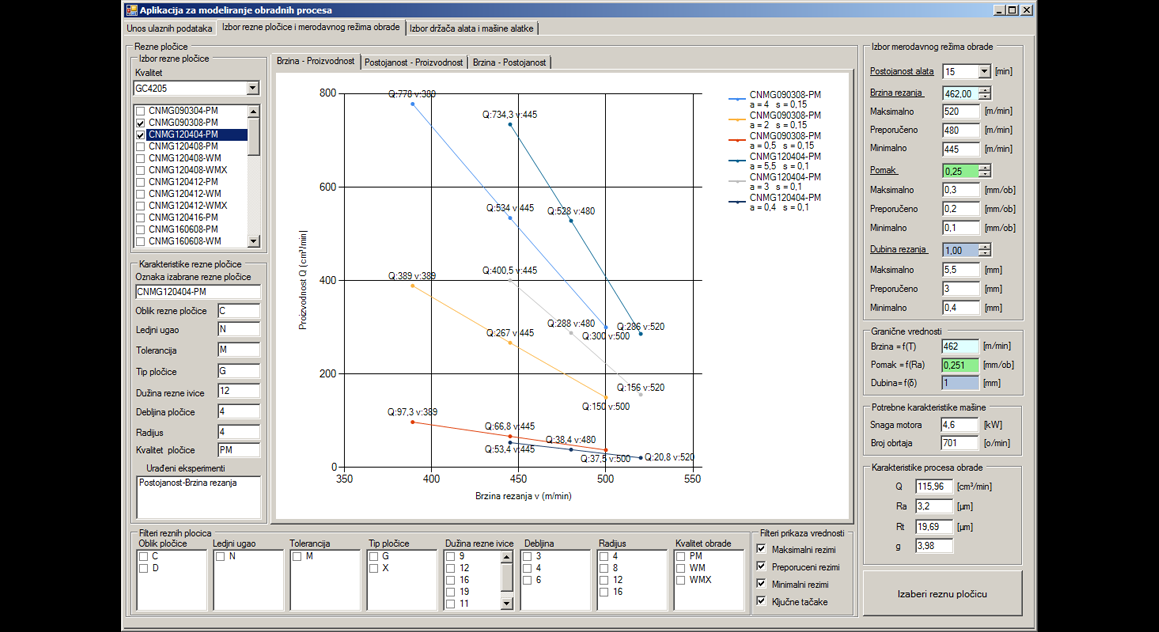 Aplikacija za modeliranje obradnih procesa
Unos ulaznih podataka
Izbor rezne pločice i merodavnog režima obrade
Izbor držača alata i mašine alatke
Rezne pločice
Izbor rezne pločice
Kvalitet
GC4205
CNMG090304-PM
CNMG090308-PM
CNMG120404-PM
CNMG120408-PM
CNMG120408-WM
CNMG120408-WMX
CNMG120412-PM
CNMG120412-WM
CNMG120412-WMX
CNMG120416-PM
CNMG160608-PM
CNMG160608-WM
Karakteristike rezne pločice
Oznaka izabrane rezne pločice
CNMG120404-PM
Oblik rezne pločice C
Ledjni ugao N
Tolerancija M
Tip pločice G
Dužina rezne ivice 12
Debljina pločice 4
Radijus 4
Kvalitet pločice PM
Urađeni eksperimenti
Postojanost-Brzina rezanja
Brzina - Proizvodnost
Postojanost - Proizvodnost
Brzina - Postojanost
Proizvodnost Q (cm³/min)
800
600
400
200
0
350 400 450 500 550
Brzina rezanja v (m/min)
Q:778 v:389
Q:734,3 v:445
Q:534 v:445
Q:528 v:480
Q:389 v:389
Q:400,5 v:445
Q:267 v:445
Q:288 v:480
Q:286 v:520
Q:300 v:500
Q:156 v:520
Q:150 v:500
Q:97,3 v:389
Q:66,8 v:445
Q:53,4 v:445
Q:38,4 v:480
Q:37,5 v:500
Q:20,8 v:520
CNMG090308-PM
a = 4 s = 0,15
CNMG090308-PM
a = 2 s = 0,15
CNMG090308-PM
a = 0,5 s = 0,15
CNMG120404-PM
a = 5,5 s = 0,1
CNMG120404-PM
a = 3 s = 0,1
CNMG120404-PM
a = 0,4 s = 0,1
Izbor merodavnog režima obrade
Postojanost alata 15 [min]
Brzina rezanja 462,00
Maksimalno 520 [m/min]
Preporučeno 480 [m/min]
Minimalno 445 [m/min]
Pomak 0,25
Maksimalno 0,3 [mm/ob]
Preporučeno 0,2 [mm/ob]
Minimalno 0,1 [mm/ob]
Dubina rezanja 1,00
Maksimalno 5,5 [mm]
Preporučeno 3 [mm]
Minimalno 0,4 [mm]
Granične vrednosti
Brzina = f(T) 462 [m/min]
Pomak = f(Ra) 0,251 [mm/ob]
Dubina= f(δ) 1 [mm]
Potrebne karakteristike mašine
Snaga motora 4,6 [kW]
Broj obrtaja 701 [o/min]
Karakteristike procesa obrade
Q 115,96 [cm³/min]
Ra 3,2 [μm]
Rt 19,69 [μm]
g 3,98
Izaberi reznu pločicu
Filteri reznih plocica
Oblik pločice
C
D
Ledjni ugao
N
Tolerancija
M
Tip pločice
G
X
Dužina rezne ivice
9
12
16
19
11
Debljina
3
4
6
Radijus
4
8
12
16
Kvalitet obrade
PM
WM
WMX
Filteri prikaza vrednosti
Maksimalni rezimi
Preporuceni rezimi
Minimalni rezimi
Ključne tačake